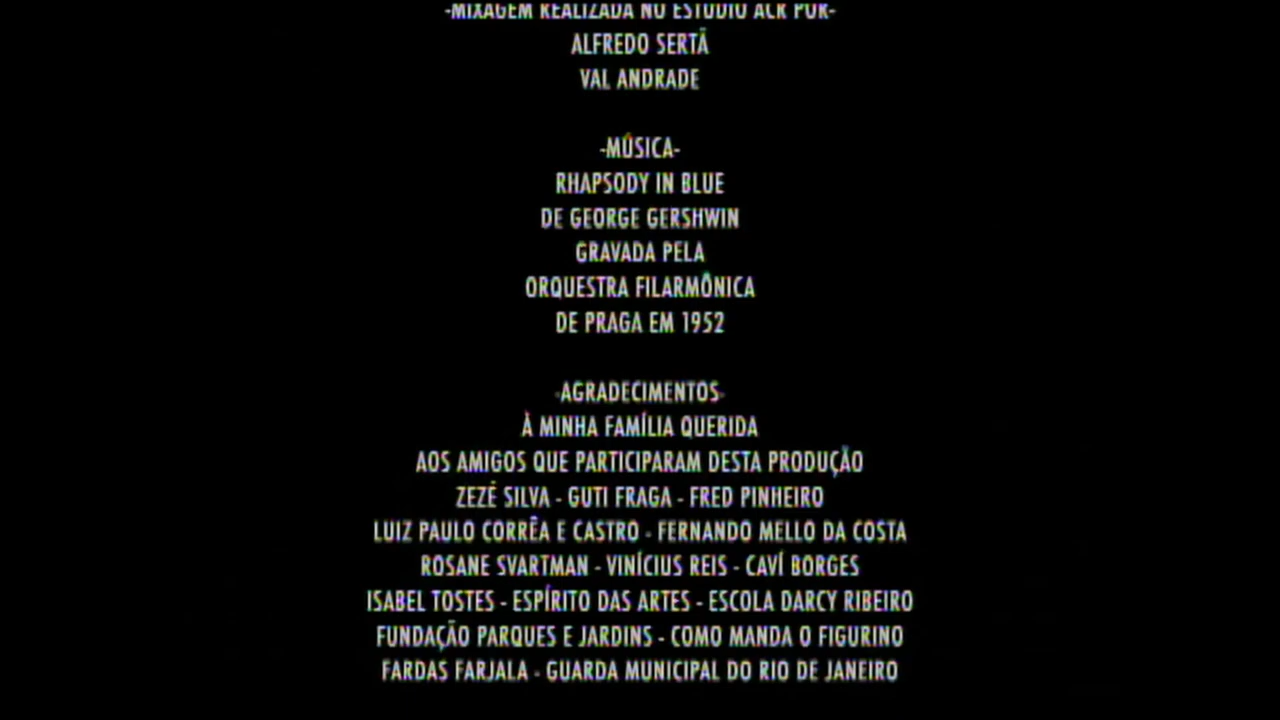 -MIXAGEM REALIZADA NO ESTÚDIO ACR POR-
ALFREDO SERTÃ
VAL ANDRADE
-MÚSICA-
RHAPSODY IN BLUE
DE GEORGE GERSHWIN
GRAVADA PELA
ORQUESTRA FILARMÔNICA
DE PRAGA EM 1952
-AGRADECIMENTOS-
À MINHA FAMÍLIA QUERIDA
AOS AMIGOS QUE PARTICIPARAM DESTA PRODUÇÃO
ZEZÉ SILVA - GUTI FRAGA - FRED PINHEIRO
LUIZ PAULO CORRÊA E CASTRO - FERNANDO MELLO DA COSTA
ROSANE SVARTMAN - VINÍCIUS REIS - CAVÍ BORGES
ISABEL TOSTES - ESPÍRITO DAS ARTES - ESCOLA DARCY RIBEIRO
FUNDAÇÃO PARQUES E JARDINS - COMO MANDA O FIGURINO
FARDAS FARJALA - GUARDA MUNICIPAL DO RIO DE JANEIRO